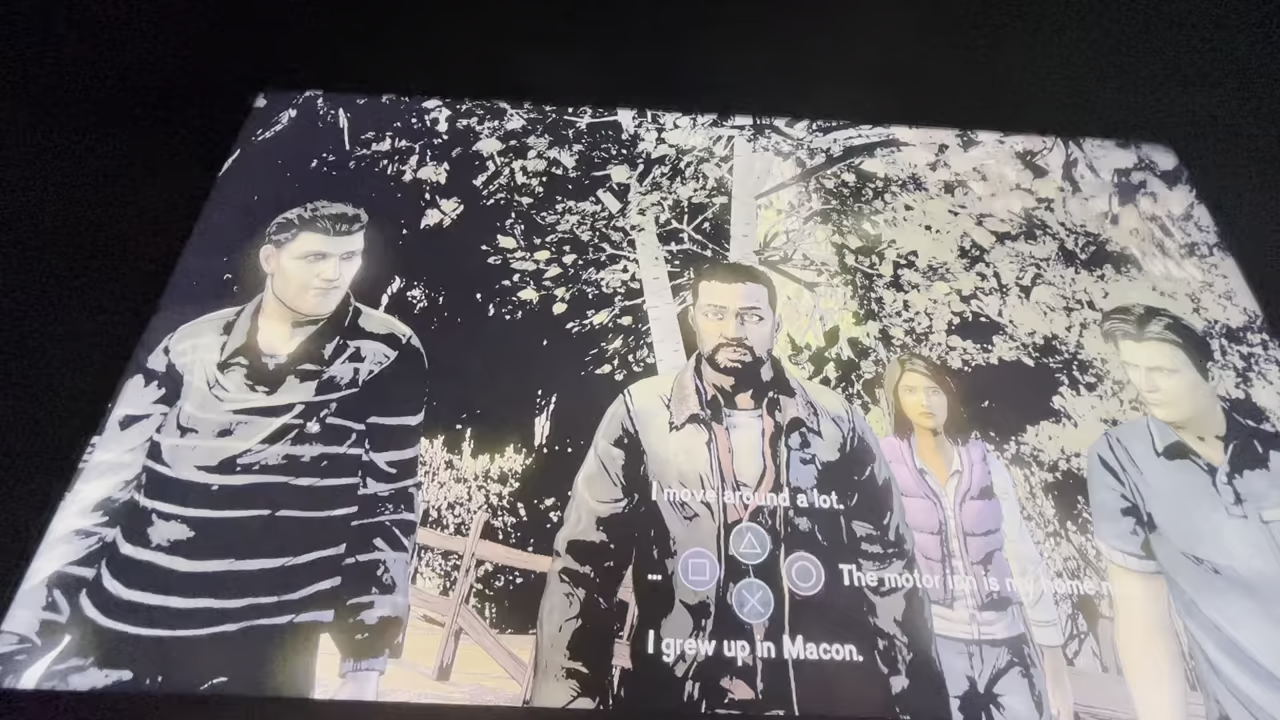 I move around a lot.
...
The motor inn is my home
I grew up in Macon.